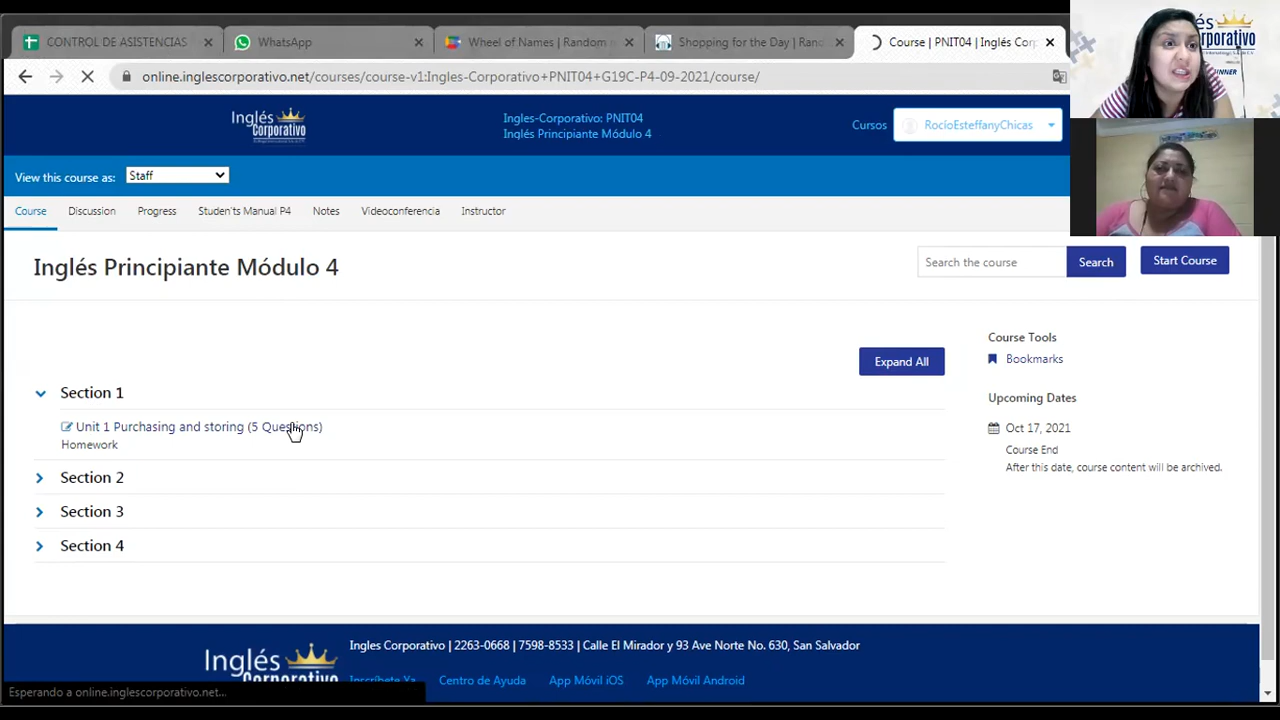 CONTROL DE ASISTENCIAS
WhatsApp
Wheel of Names | Random n
Shopping for the Day | Rand
Course | PNIT04 | Inglés Corp
online.inglescorporativo.net/courses/course-v1:Ingles-Corporativo+PNIT04+G19C-P4-09-2021/course/
Inglés
Corporativo
Ingles-Corporativo: PNIT04
Inglés Principiante Módulo 4
Cursos
RocíoEsteffanyChicas
View this course as:
Staff
Course
Discussion
Progress
Studen'ts Manual P4
Notes
Videoconferencia
Instructor
Inglés Principiante Módulo 4
Search the course
Search
Start Course
Expand All
Course Tools
Bookmarks
Section 1
Unit 1 Purchasing and storing (5 Questions)
Homework
Upcoming Dates
Oct 17, 2021
Course End
After this date, course content will be archived.
Section 2
Section 3
Section 4
Inglés
Corporativo
Ingles Corporativo | 2263-0668 | 7598-8533 | Calle El Mirador y 93 Ave Norte No. 630, San Salvador
Inscríbete Ya
Centro de Ayuda
App Móvil iOS
App Móvil Android
Esperando a online.inglescorporativo.net...